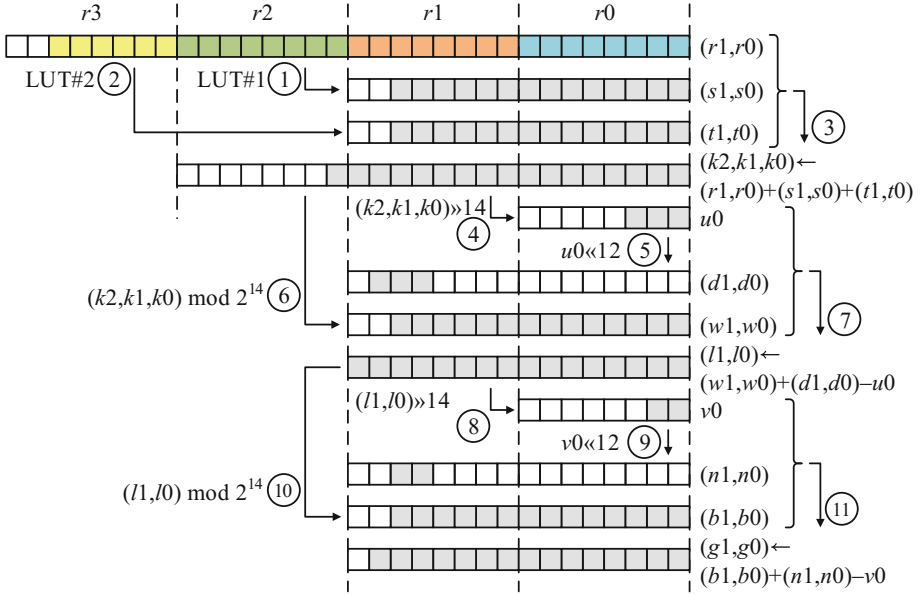 r3 r2 r1 r0
(r1,r0)
LUT#2 2 LUT#1 1
(s1,s0)
3
(t1,t0)
(k2,k1,k0)←
(r1,r0)+(s1,s0)+(t1,t0)
(k2,k1,k0)»14
4
u0
u0«12 5
(k2,k1,k0) mod 2¹⁴ 6
(d1,d0)
7
(w1,w0)
(l1,l0)←
(w1,w0)+(d1,d0)–u0
(l1,l0)»14
8
v0
v0«12 9
(l1,l0) mod 2¹⁴ 10
(n1,n0)
11
(b1,b0)
(g1,g0)←
(b1,b0)+(n1,n0)–v0